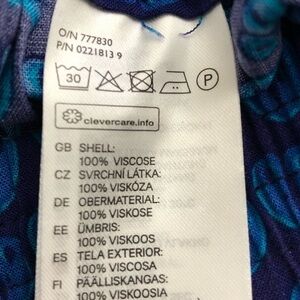 O/N 777830
P/N 0221813 9
30 P
clevercare.info
GB SHELL:
100% VISCOSE
CZ SVRCHNÍ LÁTKA:
100% VISKÓZA
DE OBERMATERIAL:
100% VISKOSE
EE ÜMBRIS:
100% VISKOOS
ES TELA EXTERIOR:
100% VISCOSA
FI PÄÄLLISKANGAS:
100% VISKOOSIA